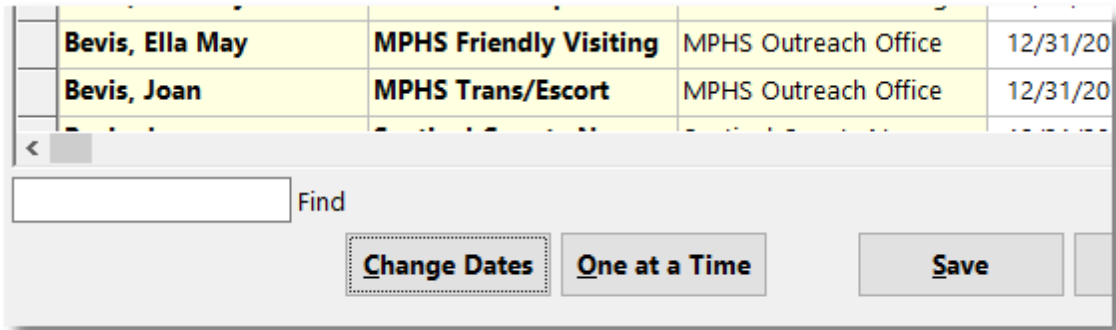 Bevis, Ella May MPHS Friendly Visiting MPHS Outreach Office 12/31/20
Bevis, Joan MPHS Trans/Escort MPHS Outreach Office 12/31/20
Find
Change Dates One at a Time Save